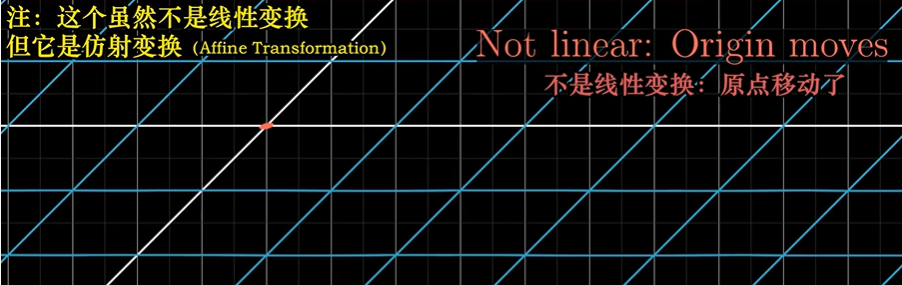 注：这个虽然不是线性变换
但它是仿射变换（Affine Transformation）
Not linear: Origin moves
不是线性变换：原点移动了